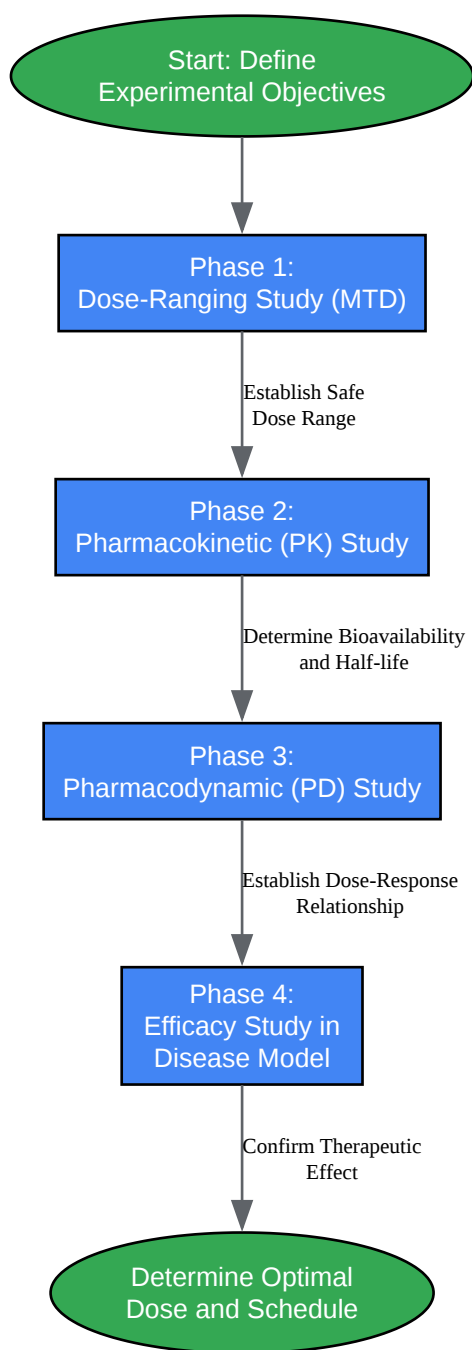 Start: Define
Experimental Objectives
Phase 1:
Dose-Ranging Study (MTD)
Establish Safe
Dose Range
Phase 2:
Pharmacokinetic (PK) Study
Determine Bioavailability
and Half-life
Phase 3:
Pharmacodynamic (PD) Study
Establish Dose-Response
Relationship
Phase 4:
Efficacy Study in
Disease Model
Confirm Therapeutic
Effect
Determine Optimal
Dose and Schedule